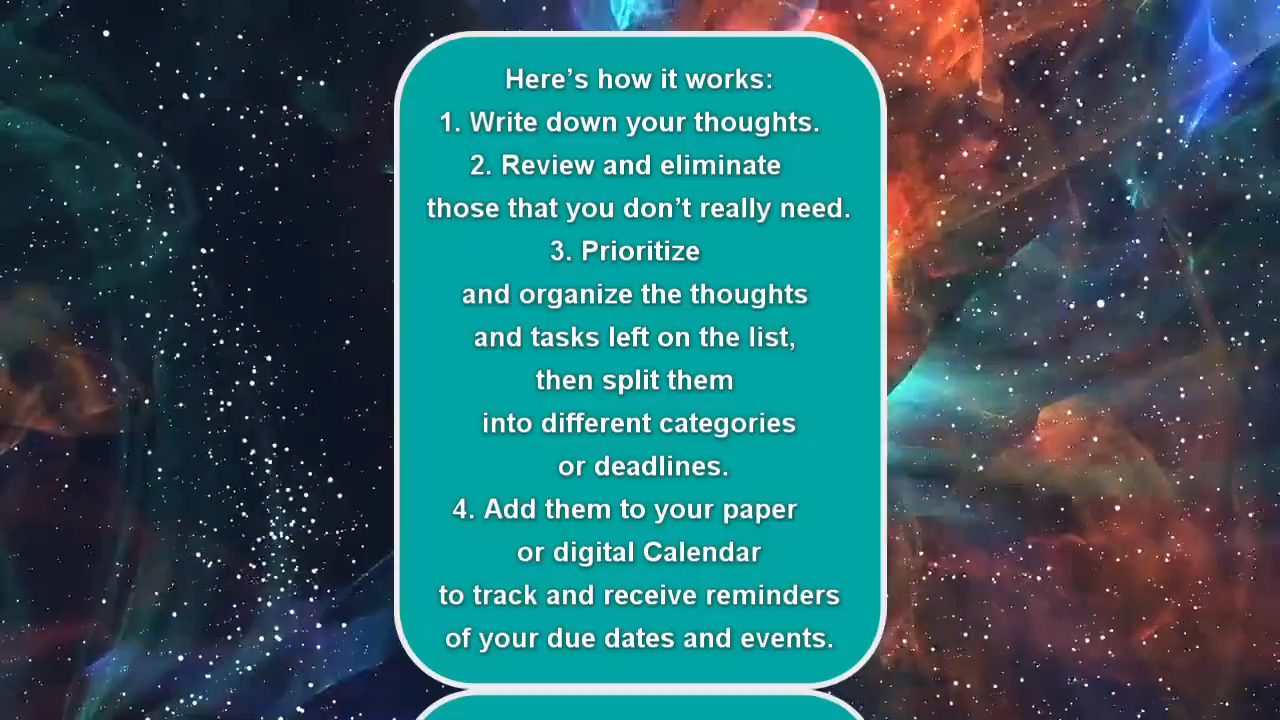 Here’s how it works:
1. Write down your thoughts.
2. Review and eliminate
those that you don’t really need.
3. Prioritize
and organize the thoughts
and tasks left on the list,
then split them
into different categories
or deadlines.
4. Add them to your paper
or digital Calendar
to track and receive reminders
of your due dates and events.